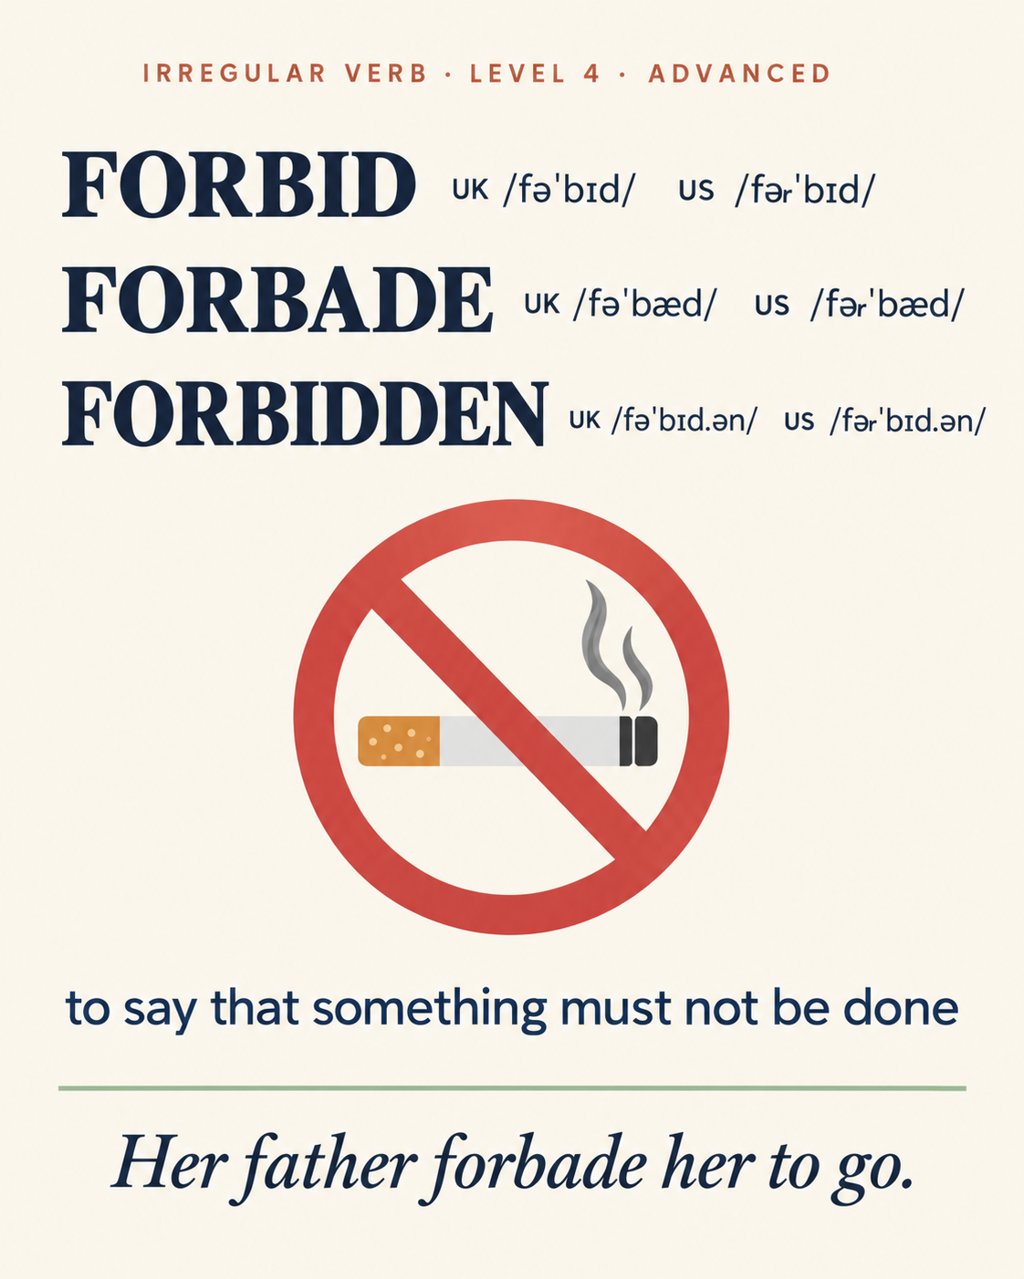 IRREGULAR VERB · LEVEL 4 · ADVANCED
FORBID UK /fəˈbɪd/ US /fərˈbɪd/
FORBADE UK /fəˈbæd/ US /fərˈbæd/
FORBIDDEN UK /fəˈbɪd.ən/ US /fərˈbɪd.ən/
to say that something must not be done
Her father forbade her to go.